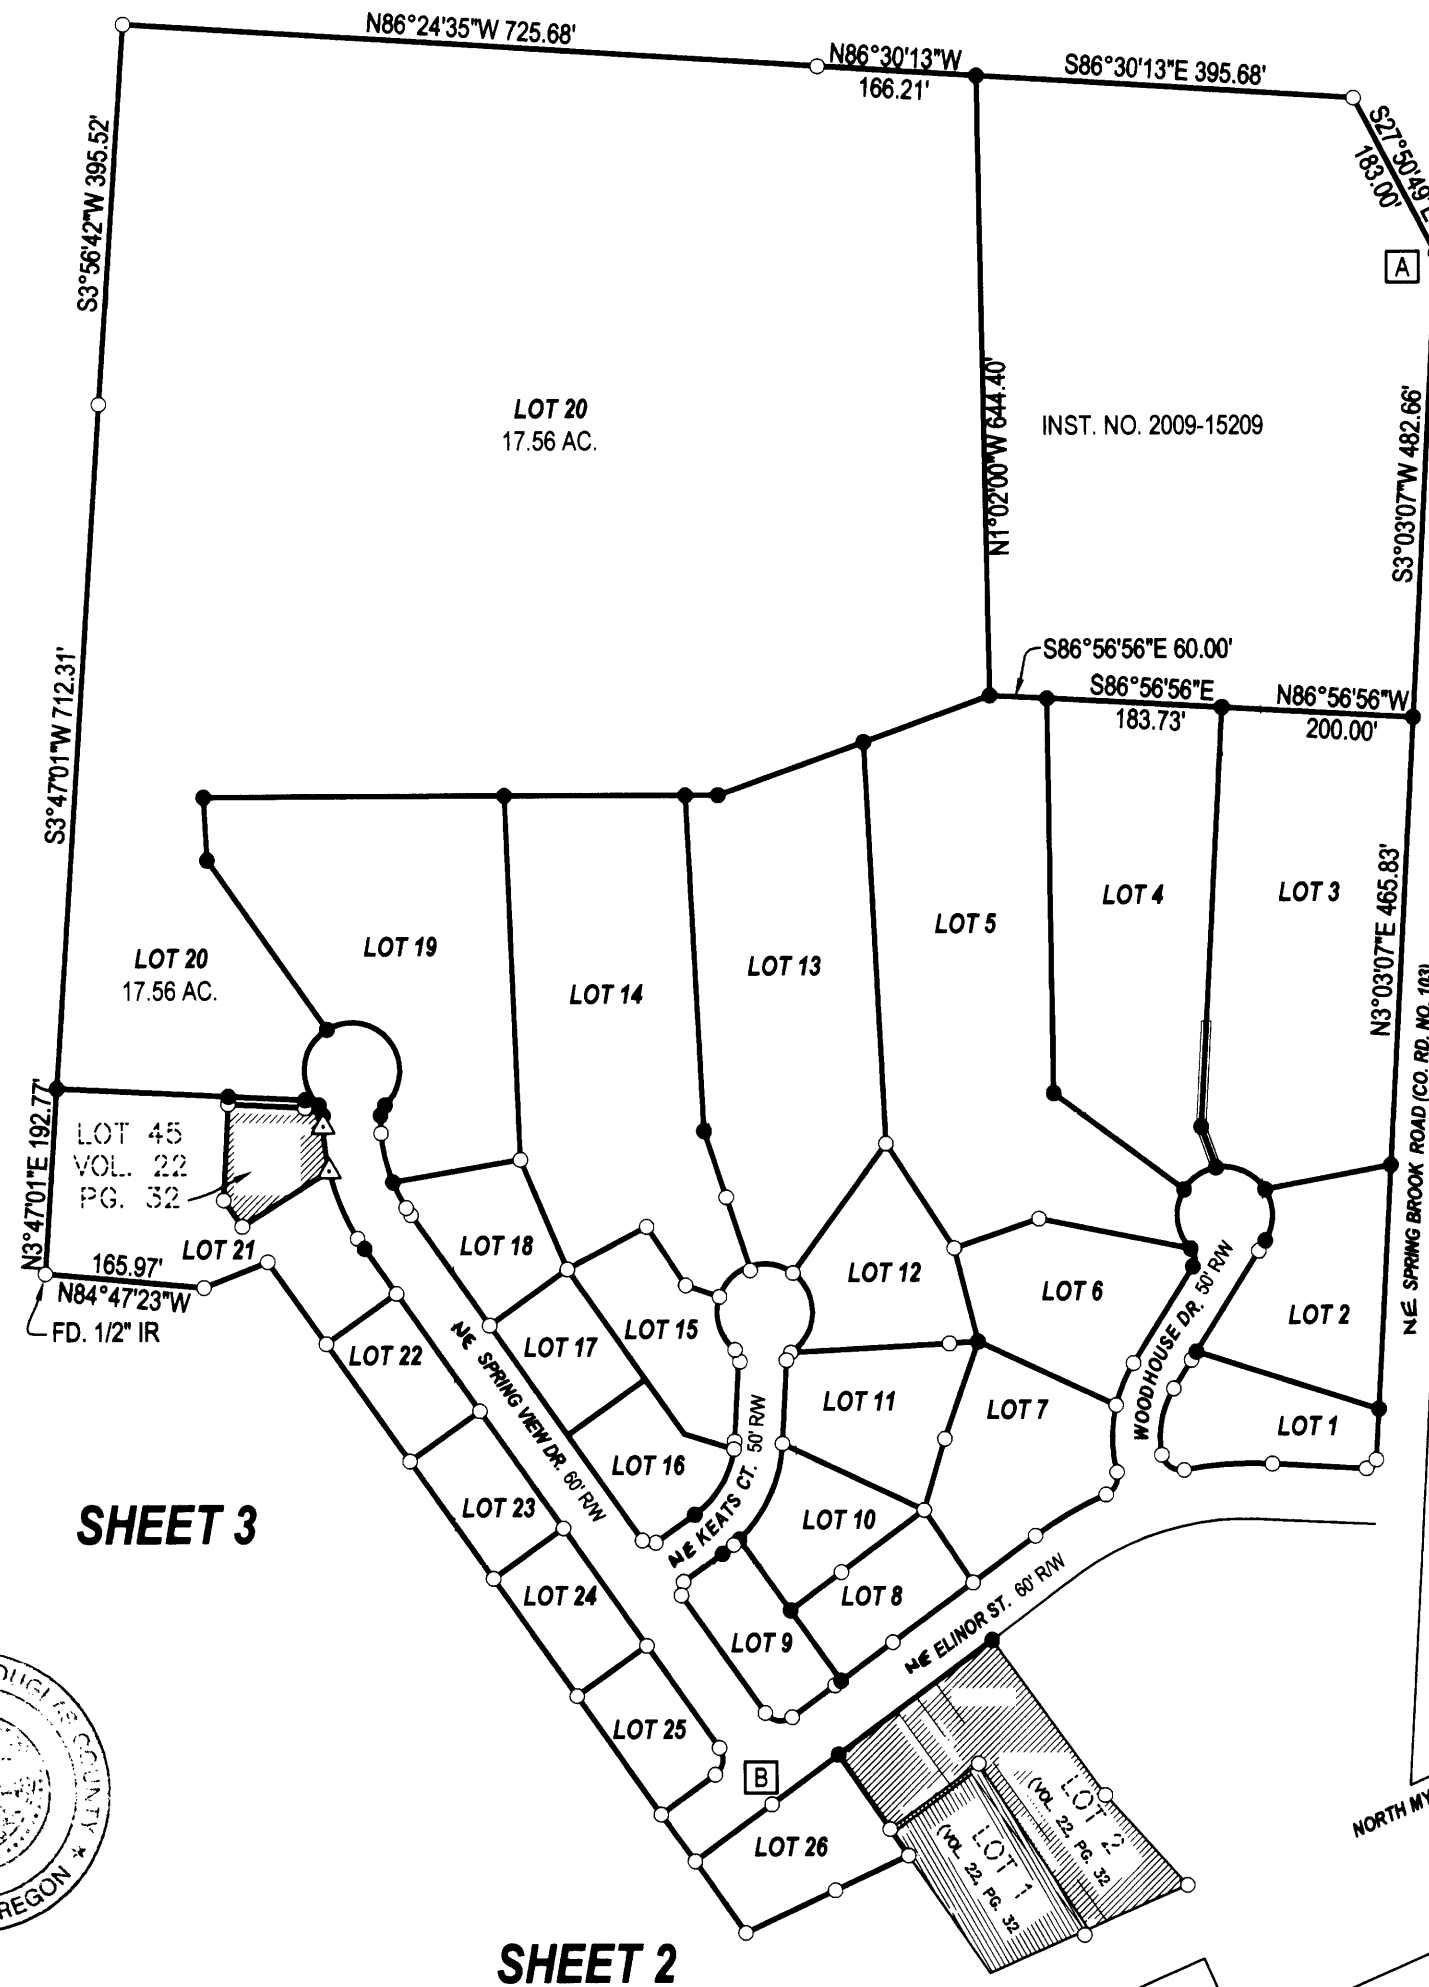 N86°24'35"W 725.68'
N86°30'13"W
166.21'
S86°30'13"E 395.68'
S27°50'49"E
183.00'
A
S3°56'42"W 395.52'
LOT 20
17.56 AC.
N1°02'00"W 644.40'
INST. NO. 2009-15209
S3°03'07"W 482.66'
S86°56'56"E 60.00'
S86°56'56"E
183.73'
N86°56'56"W
200.00'
S3°47'01"W 712.31'
LOT 20
17.56 AC.
LOT 19
LOT 14
LOT 13
LOT 5
LOT 4
LOT 3
N3°03'07"E 465.83'
NE SPRING BROOK ROAD (CO. RD. NO. 103)
N3°47'01"E 192.77'
LOT 45
VOL. 22
PG. 32
LOT 21
165.97'
N84°47'23"W
FD. 1/2" IR
LOT 18
LOT 12
LOT 6
WOODHOUSE DR. 50' R/W
LOT 2
LOT 22
NE SPRING VIEW DR. 60' R/W
LOT 17
LOT 15
LOT 11
LOT 7
LOT 1
LOT 16
NE KEATS CT. 50' R/W
SHEET 3
LOT 23
LOT 10
LOT 24
LOT 8
LOT 9
NE ELINOR ST. 60' R/W
LOT 25
B
LOT 26
LOT 1
(VOL. 22, PG. 32
LOT 2
(VOL. 22, PG. 32
NORTH MY
COUNTY
SHEET 2